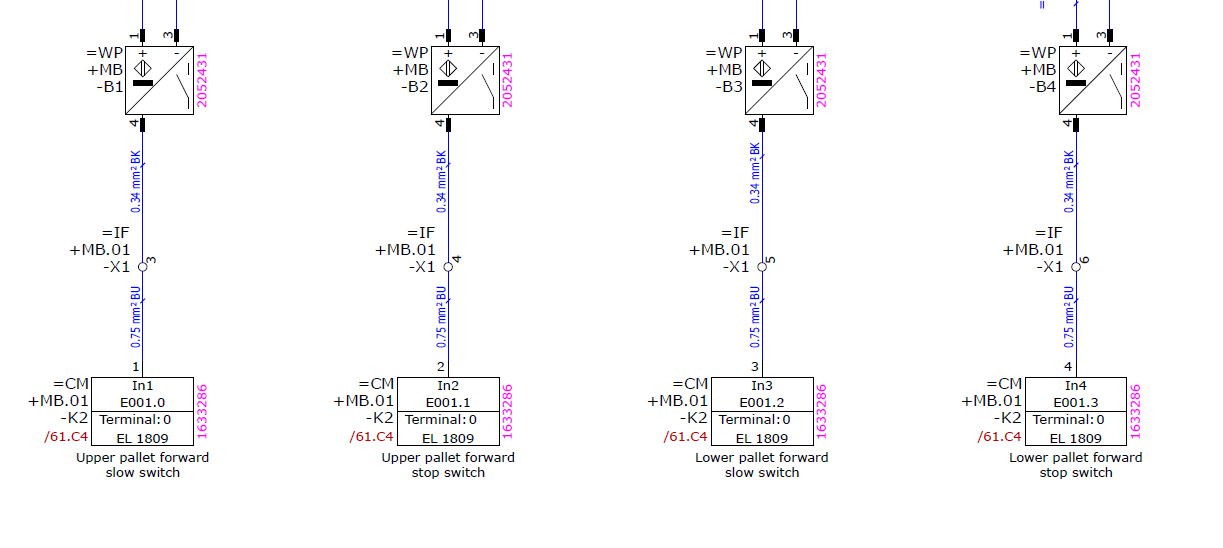 =
1 3
=WP + -
+MB
-B1
2052431
4
0.34 mm² BK
=IF
+MB.01
-X1 3
0.75 mm² BU
1
=CM In1
+MB.01 E001.0
-K2 Terminal:0
/61.C4 EL 1809
1633286
Upper pallet forward
slow switch
1 3
=WP + -
+MB
-B2
2052431
4
0.34 mm² BK
=IF
+MB.01
-X1 4
0.75 mm² BU
2
=CM In2
+MB.01 E001.1
-K2 Terminal:0
/61.C4 EL 1809
1633286
Upper pallet forward
stop switch
1 3
=WP + -
+MB
-B3
2052431
4
0.34 mm² BK
=IF
+MB.01
-X1 5
0.75 mm² BU
3
=CM In3
+MB.01 E001.2
-K2 Terminal:0
/61.C4 EL 1809
1633286
Lower pallet forward
slow switch
1 3
=WP + -
+MB
-B4
2052431
4
0.34 mm² BK
=IF
+MB.01
-X1 6
0.75 mm² BU
4
=CM In4
+MB.01 E001.3
-K2 Terminal:0
/61.C4 EL 1809
1633286
Lower pallet forward
stop switch